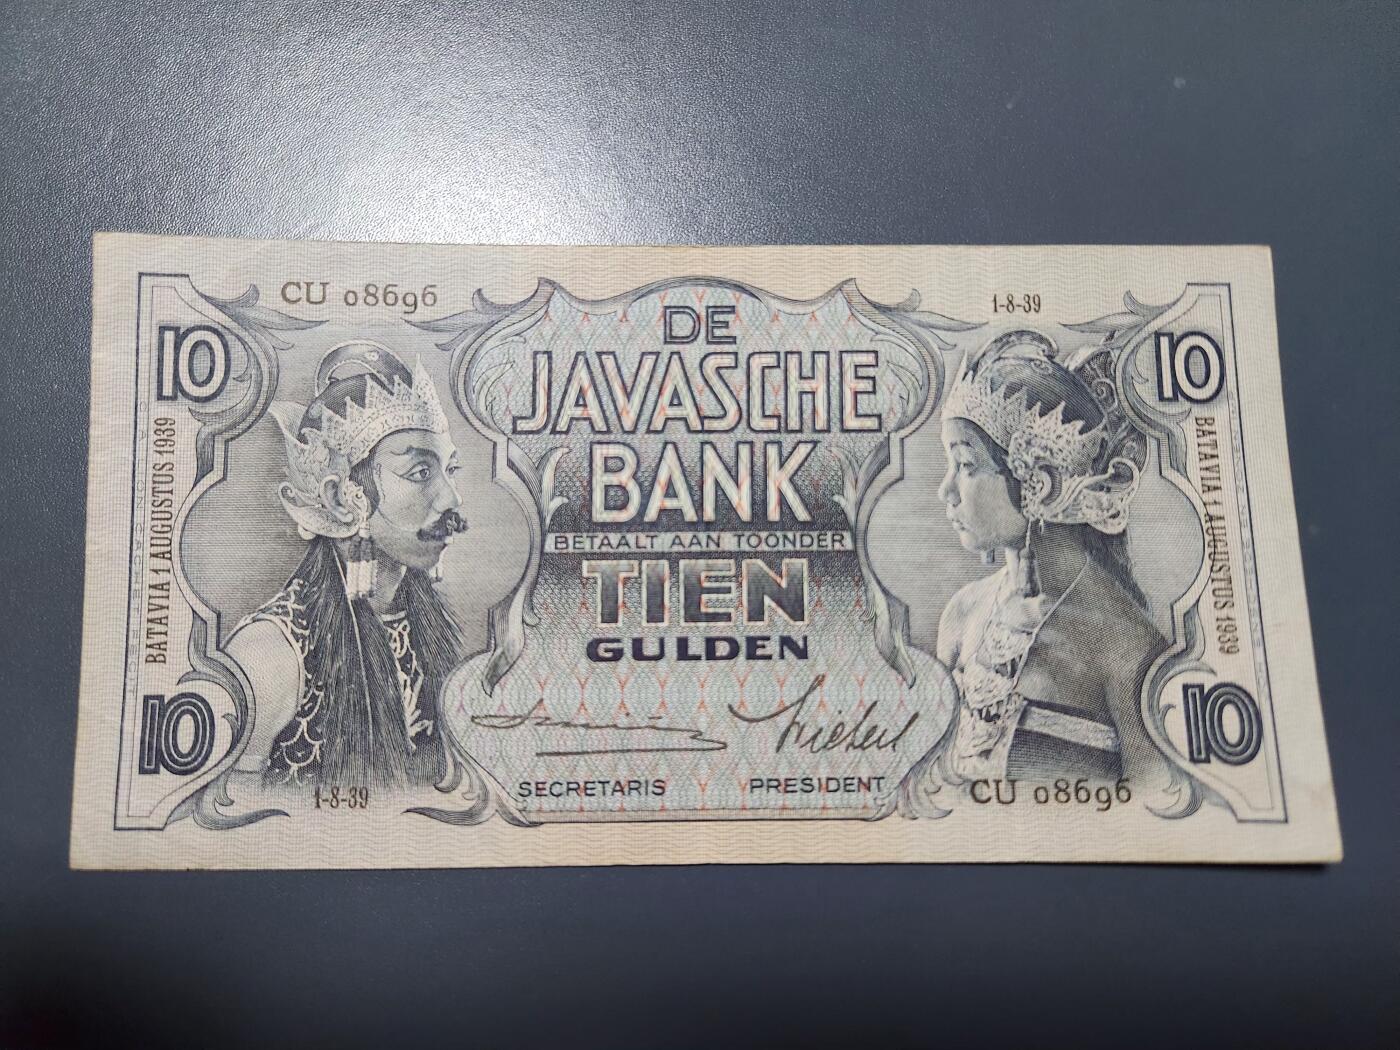 CU 08696
1-8-39
10
10
DE
JAVASCHE
BANK
BETAALT AAN TOONDER
TIEN
GULDEN
BATAVIA 1 AUGUSTUS 1939
BATAVIA 1 AUGUSTUS 1939
10
10
SECRETARIS PRESIDENT
1-8-39
CU 08696